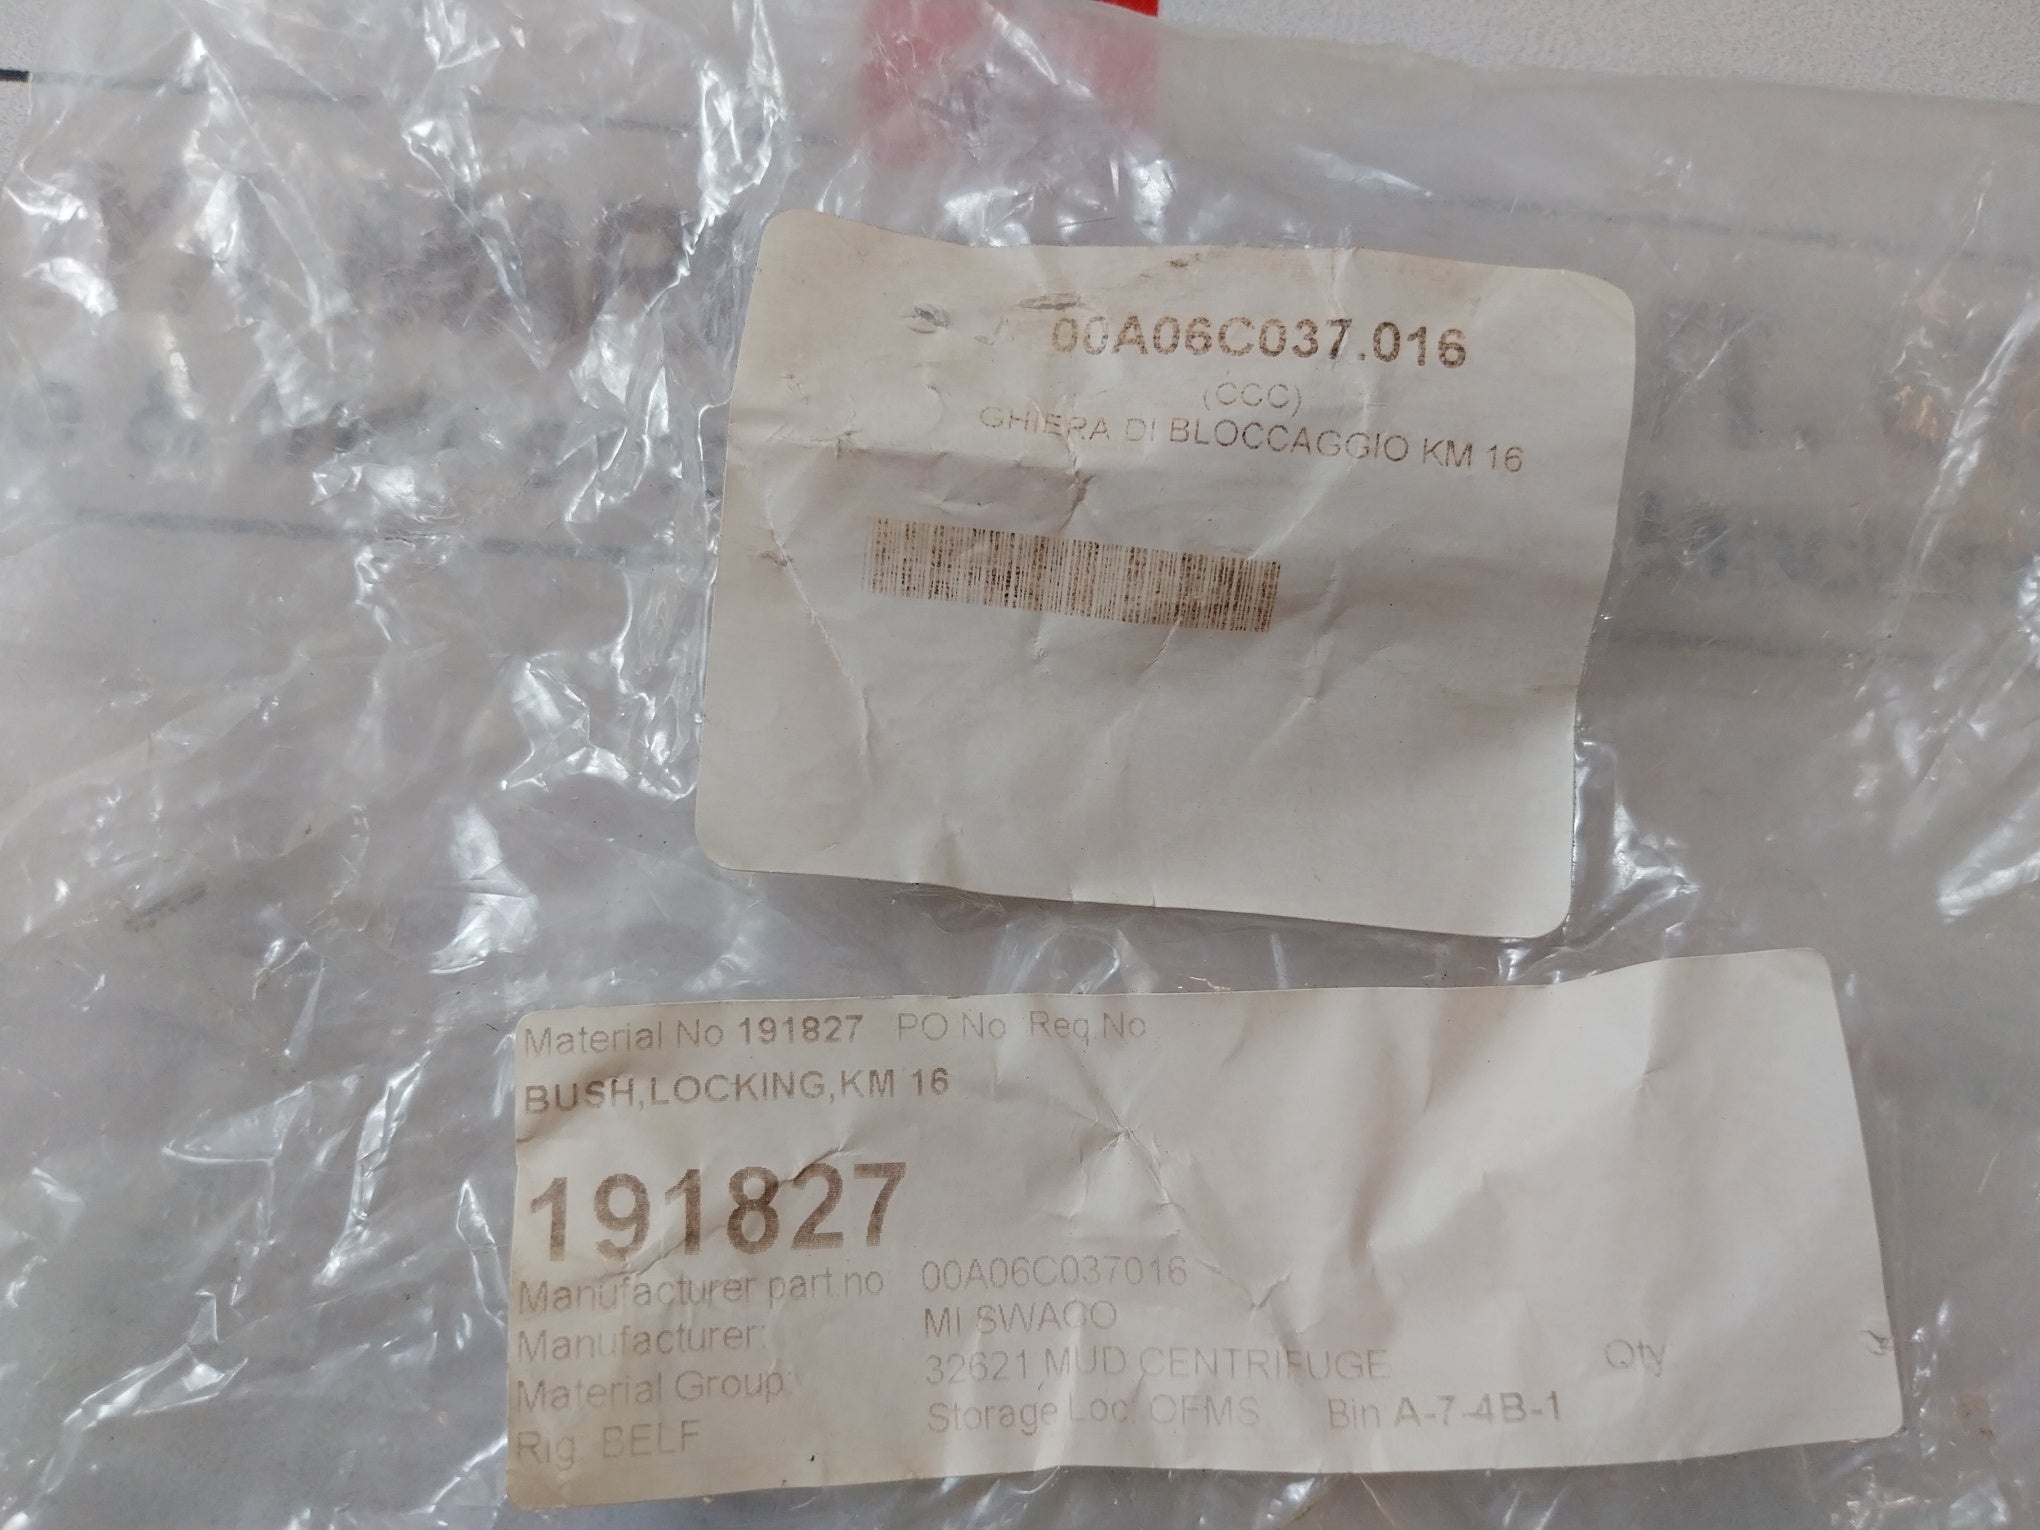 00A06C037.016
(CCC)
GHIERA DI BLOCCAGGIO KM 16
Material No 191827 PO No Req.No
BUSH,LOCKING,KM 16
191827
Manufacturer part.no 00A06C037016
Manufacturer: MI SWACO
Material Group: 32621 MUD CENTRIFUGE Qty
Rig: BELF Storage Loc: OFMS Bin A-7-4B-1